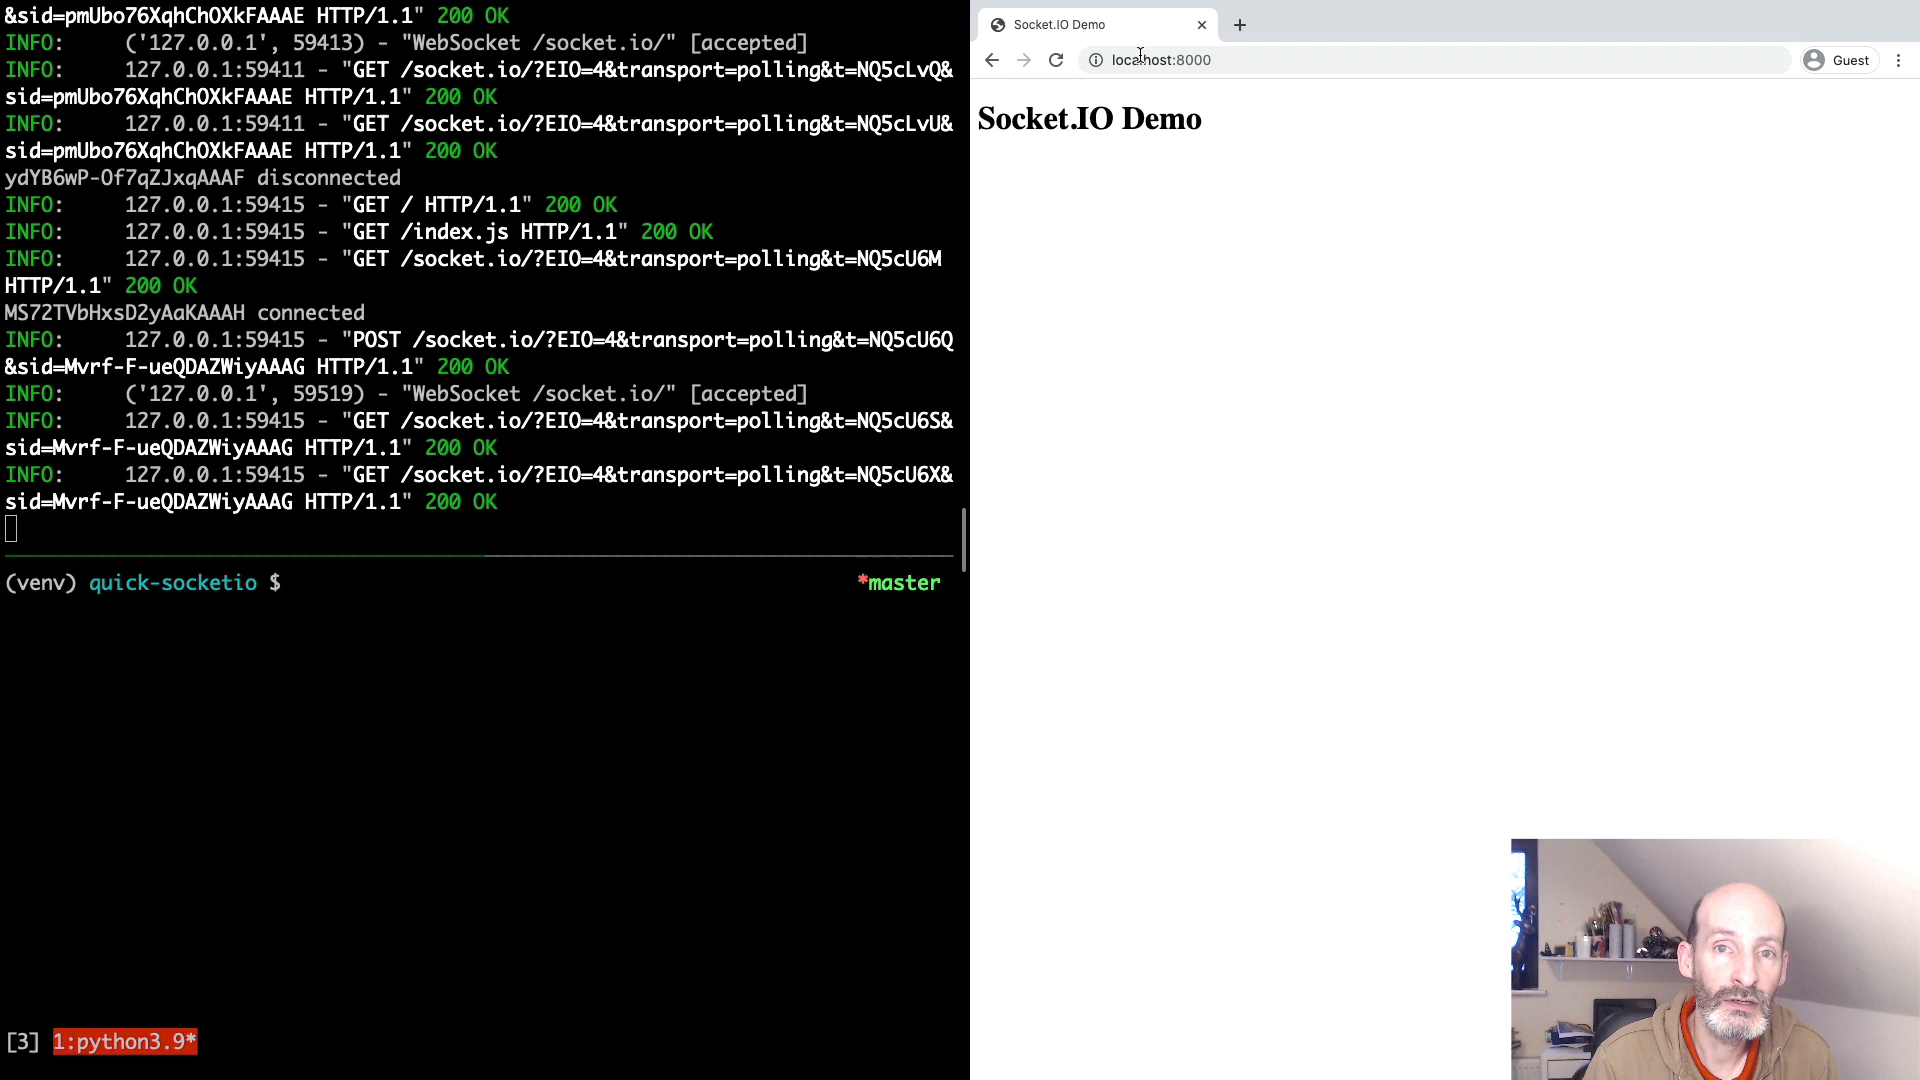 &sid=pmUbo76XqhChOXkFAAAE HTTP/1.1" 200 OK
INFO:     ('127.0.0.1', 59413) - "WebSocket /socket.io/" [accepted]
INFO:     127.0.0.1:59411 - "GET /socket.io/?EIO=4&transport=polling&t=NQ5cLvQ&
sid=pmUbo76XqhChOXkFAAAE HTTP/1.1" 200 OK
INFO:     127.0.0.1:59411 - "GET /socket.io/?EIO=4&transport=polling&t=NQ5cLvU&
sid=pmUbo76XqhChOXkFAAAE HTTP/1.1" 200 OK
ydYB6wP-Of7qZJxqAAAF disconnected
INFO:     127.0.0.1:59415 - "GET / HTTP/1.1" 200 OK
INFO:     127.0.0.1:59415 - "GET /index.js HTTP/1.1" 200 OK
INFO:     127.0.0.1:59415 - "GET /socket.io/?EIO=4&transport=polling&t=NQ5cU6M
HTTP/1.1" 200 OK
MS72TVbHxsD2yAaKAAAH connected
INFO:     127.0.0.1:59415 - "POST /socket.io/?EIO=4&transport=polling&t=NQ5cU6Q
&sid=Mvrf-F-ueQDAZWiyAAAG HTTP/1.1" 200 OK
INFO:     ('127.0.0.1', 59519) - "WebSocket /socket.io/" [accepted]
INFO:     127.0.0.1:59415 - "GET /socket.io/?EIO=4&transport=polling&t=NQ5cU6S&
sid=Mvrf-F-ueQDAZWiyAAAG HTTP/1.1" 200 OK
INFO:     127.0.0.1:59415 - "GET /socket.io/?EIO=4&transport=polling&t=NQ5cU6X&
sid=Mvrf-F-ueQDAZWiyAAAG HTTP/1.1" 200 OK
(venv) quick-socketio $ *master
[3] 1:python3.9*
Socket.IO Demo
localhost:8000
Guest
Socket.IO Demo